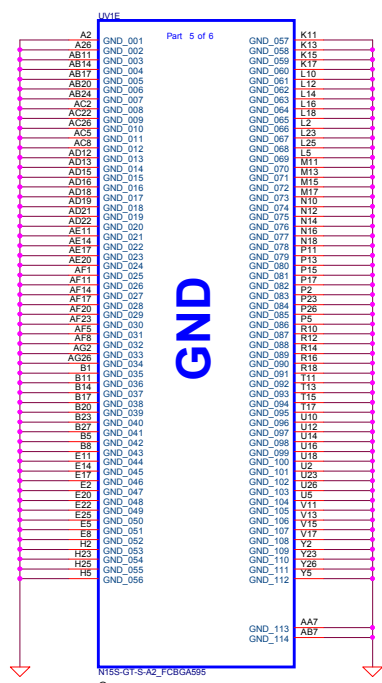 UV1E
Part 5 of 6
A2 GND_001 GND_057 K11
A26 GND_002 GND_058 K13
AB11 GND_003 GND_059 K15
AB14 GND_004 GND_060 K17
AB17 GND_005 GND_061 L10
AB20 GND_006 GND_062 L12
AB24 GND_007 GND_063 L14
AC2 GND_008 GND_064 L16
AC22 GND_009 GND_065 L18
AC26 GND_010 GND_066 L2
AC5 GND_011 GND_067 L23
AC8 GND_012 GND_068 L25
AD12 GND_013 GND_069 L5
AD13 GND_014 GND_070 M11
AD15 GND_015 GND_071 M13
AD16 GND_016 GND_072 M15
AD18 GND_017 GND_073 M17
AD19 GND_018 GND_074 N10
AD21 GND_019 GND_075 N12
AD22 GND_020 GND_076 N14
AE11 GND_021 GND_077 N16
AE14 GND_022 GND_078 N18
AE17 GND_023 GND_079 P11
AE20 GND_024 GND_080 P13
AF1 GND_025 GND_081 P15
AF11 GND_026 GND_082 P17
AF14 GND_027 GND_083 P2
AF17 GND_028 GND_084 P23
AF20 GND_029 GND_085 P26
AF23 GND_030 GND_086 P5
AF5 GND_031 GND_087 R10
AF8 GND_032 GND_088 R12
AG2 GND_033 GND_089 R14
AG26 GND_034 GND_090 R16
B1 GND_035 GND_091 R18
B11 GND_036 GND_092 T11
B14 GND_037 GND_093 T13
B17 GND_038 GND_094 T15
B20 GND_039 GND_095 T17
B23 GND_040 GND_096 U10
B27 GND_041 GND_097 U12
B5 GND_042 GND_098 U14
B8 GND_043 GND_099 U16
E11 GND_044 GND_100 U18
E14 GND_045 GND_101 U2
E17 GND_046 GND_102 U23
E2 GND_047 GND_103 U26
E20 GND_048 GND_104 U5
E22 GND_049 GND_105 V11
E25 GND_050 GND_106 V13
E5 GND_051 GND_107 V15
E8 GND_052 GND_108 V17
H2 GND_053 GND_109 Y2
H23 GND_054 GND_110 Y23
H25 GND_055 GND_111 Y26
H5 GND_056 GND_112 Y5
GND
GND_113 AA7
GND_114 AB7
N15S-GT-S-A2_FCBGA595